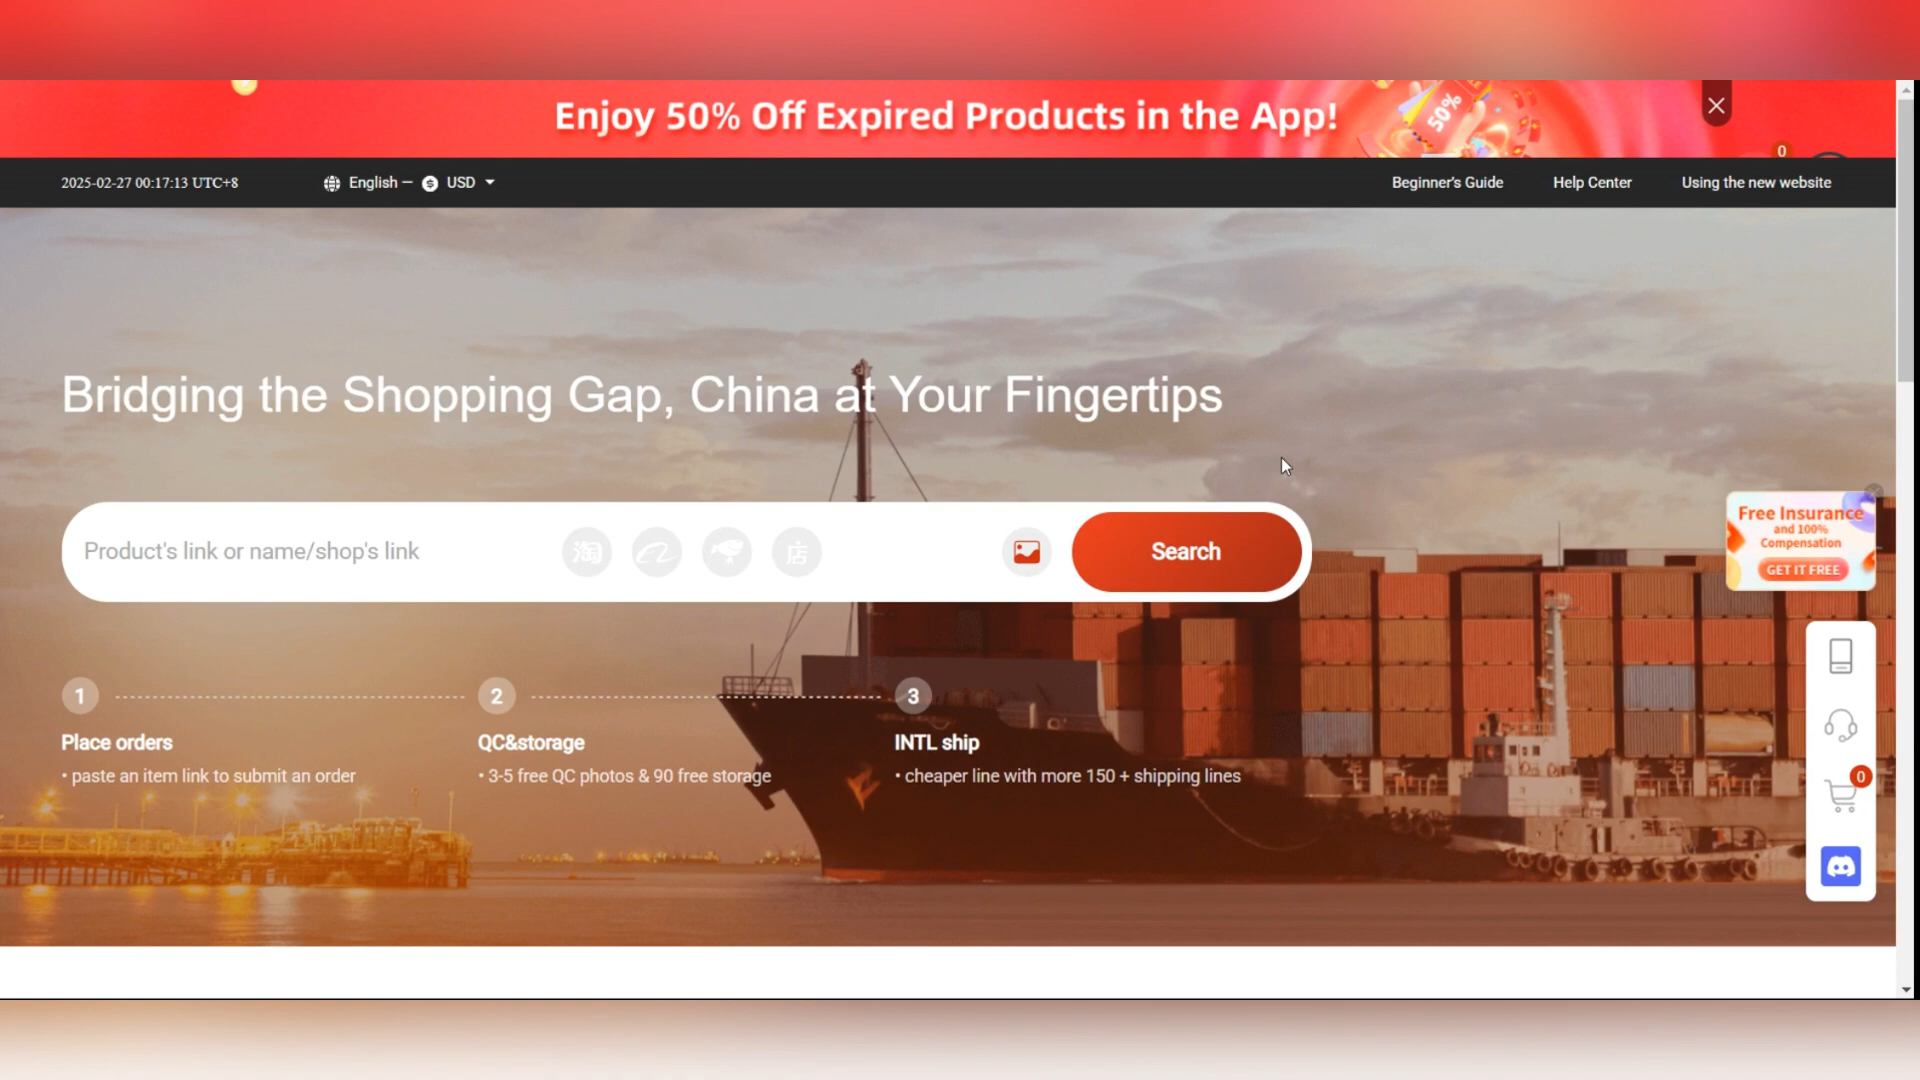 Enjoy 50% Off Expired Products in the App!
50%
0
2025-02-27 00:17:13 UTC+8
English – $ USD
Beginner's Guide
Help Center
Using the new website
Bridging the Shopping Gap, China at Your Fingertips
Product's link or name/shop's link
淘
店
Search
Free Insurance
and 100%
Compensation
GET IT FREE
1
2
3
Place orders
QC&storage
INTL ship
• paste an item link to submit an order
• 3-5 free QC photos & 90 free storage
• cheaper line with more 150 + shipping lines
0